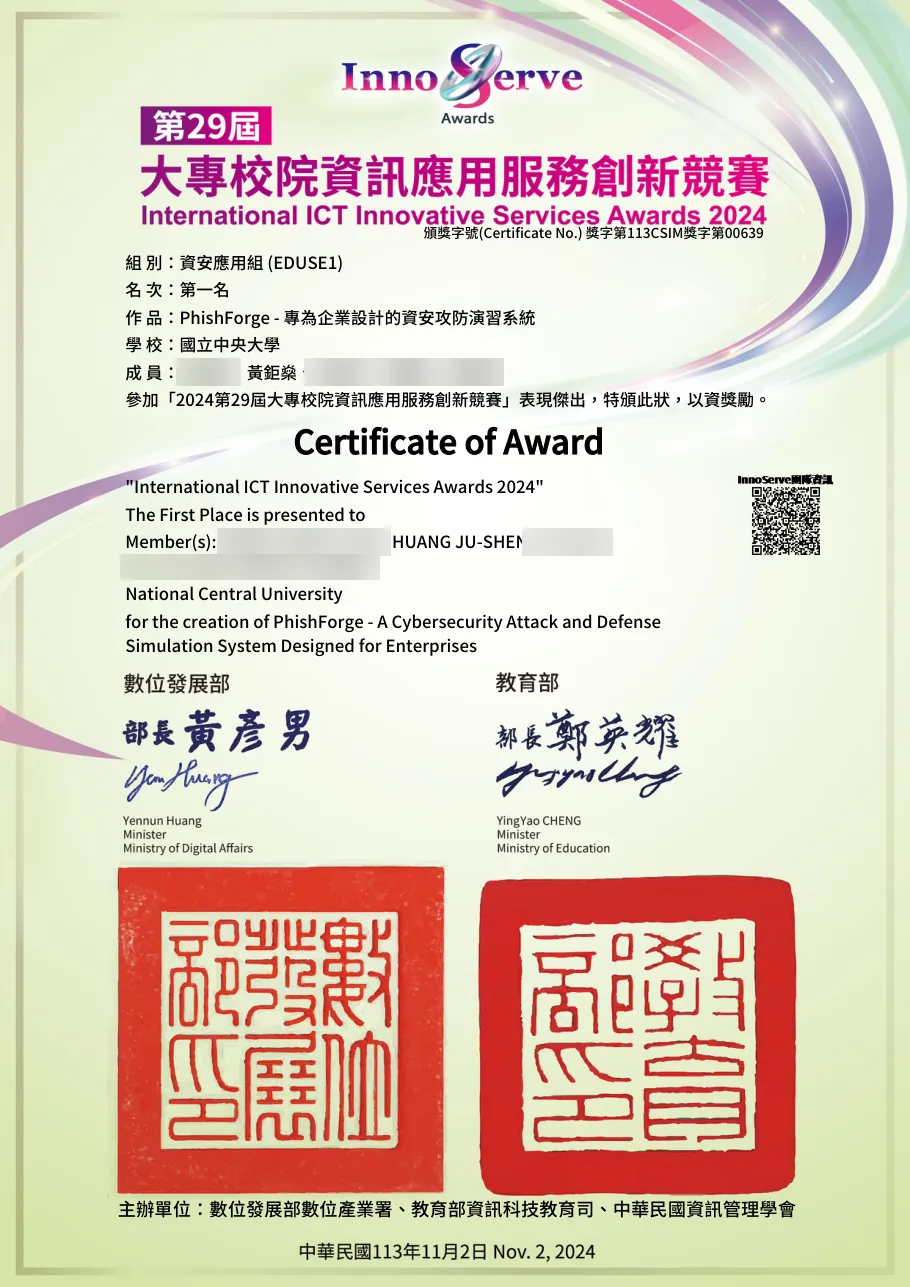 InnoServe
Awards
第29屆
大專校院資訊應用服務創新競賽
International ICT Innovative Services Awards 2024
頒獎字號(Certificate No.) 獎字第113CSIM獎字第00639
組 別：資安應用組 (EDUSE1)
名 次：第一名
作 品：PhishForge - 專為企業設計的資安攻防演習系統
學 校：國立中央大學
成 員： 黃鉅燊
參加「2024第29屆大專校院資訊應用服務創新競賽」表現傑出，特頒此狀，以資獎勵。
Certificate of Award
"International ICT Innovative Services Awards 2024"
InnoServe團隊資訊
The First Place is presented to
Member(s): HUANG JU-SHEN
National Central University
for the creation of PhishForge - A Cybersecurity Attack and Defense
Simulation System Designed for Enterprises
數位發展部
部長 黃彥男
Yennun Huang
Minister
Ministry of Digital Affairs
教育部
部長 鄭英耀
YingYao CHENG
Minister
Ministry of Education
數位發展部印
教育部印
主辦單位：數位發展部數位產業署、教育部資訊科技教育司、中華民國資訊管理學會
中華民國113年11月2日 Nov. 2, 2024